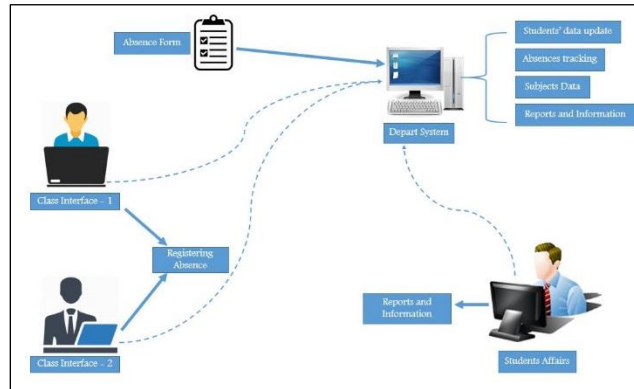 Absence Form
Students' data update
Absences tracking
Subjects Data
Reports and Information
Depart System
Class Interface – 1
Registering
Absence
Class Interface – 2
Reports and
Information
Students Affairs